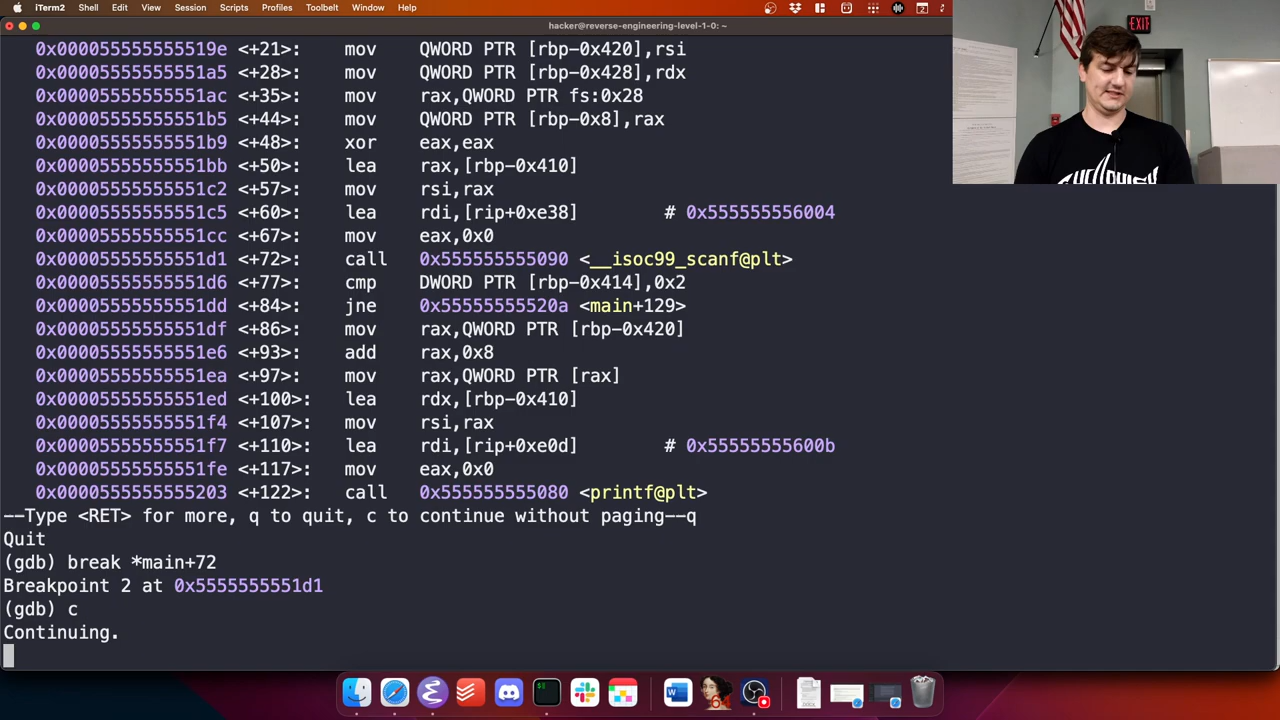 iTerm2 Shell Edit View Session Scripts Profiles Toolbelt Window Help
hacker@reverse-engineering-level-1-0: ~
EXIT
0x000055555555519e <+21>: mov QWORD PTR [rbp-0x420],rsi
0x00005555555551a5 <+28>: mov QWORD PTR [rbp-0x428],rdx
0x00005555555551ac <+35>: mov rax,QWORD PTR fs:0x28
0x00005555555551b5 <+44>: mov QWORD PTR [rbp-0x8],rax
0x00005555555551b9 <+48>: xor eax,eax
0x00005555555551bb <+50>: lea rax,[rbp-0x410]
0x00005555555551c2 <+57>: mov rsi,rax
0x00005555555551c5 <+60>: lea rdi,[rip+0xe38] # 0x555555556004
0x00005555555551cc <+67>: mov eax,0x0
0x00005555555551d1 <+72>: call 0x555555555090 <__isoc99_scanf@plt>
0x00005555555551d6 <+77>: cmp DWORD PTR [rbp-0x414],0x2
0x00005555555551dd <+84>: jne 0x55555555520a <main+129>
0x00005555555551df <+86>: mov rax,QWORD PTR [rbp-0x420]
0x00005555555551e6 <+93>: add rax,0x8
0x00005555555551ea <+97>: mov rax,QWORD PTR [rax]
0x00005555555551ed <+100>: lea rdx,[rbp-0x410]
0x00005555555551f4 <+107>: mov rsi,rax
0x00005555555551f7 <+110>: lea rdi,[rip+0xe0d] # 0x55555555600b
0x00005555555551fe <+117>: mov eax,0x0
0x0000555555555203 <+122>: call 0x555555555080 <printf@plt>
--Type <RET> for more, q to quit, c to continue without paging--q
Quit
(gdb) break *main+72
Breakpoint 2 at 0x5555555551d1
(gdb) c
Continuing.